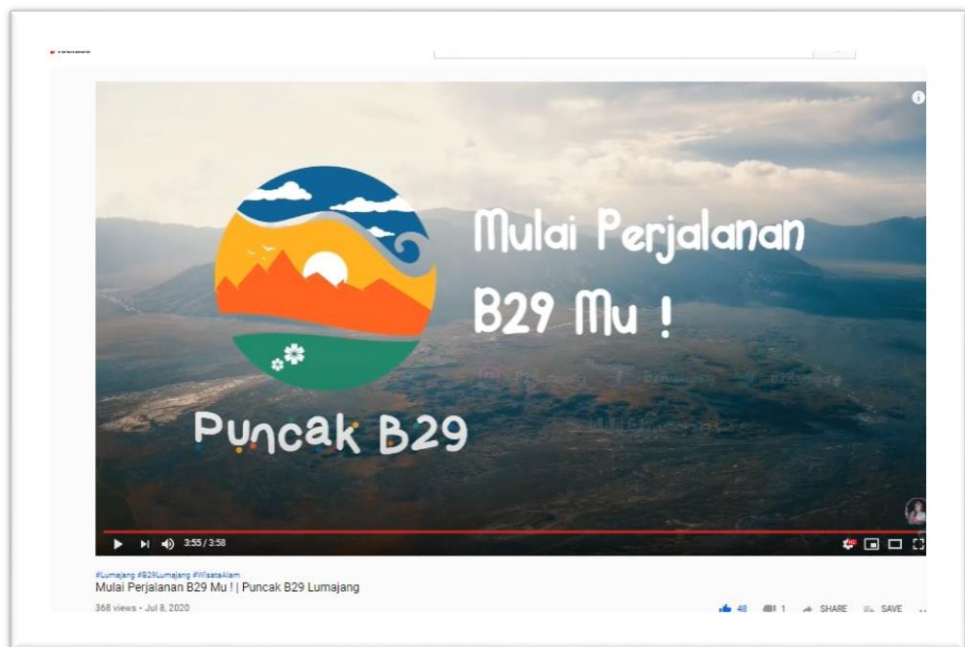 Mulai Perjalanan
B29 Mu !
Puncak B29
3:55 / 3:58
#Lumajang #B29Lumajang #WisataAlam
Mulai Perjalanan B29 Mu ! | Puncak B29 Lumajang
368 views • Jul 8, 2020
48 1 SHARE SAVE ..